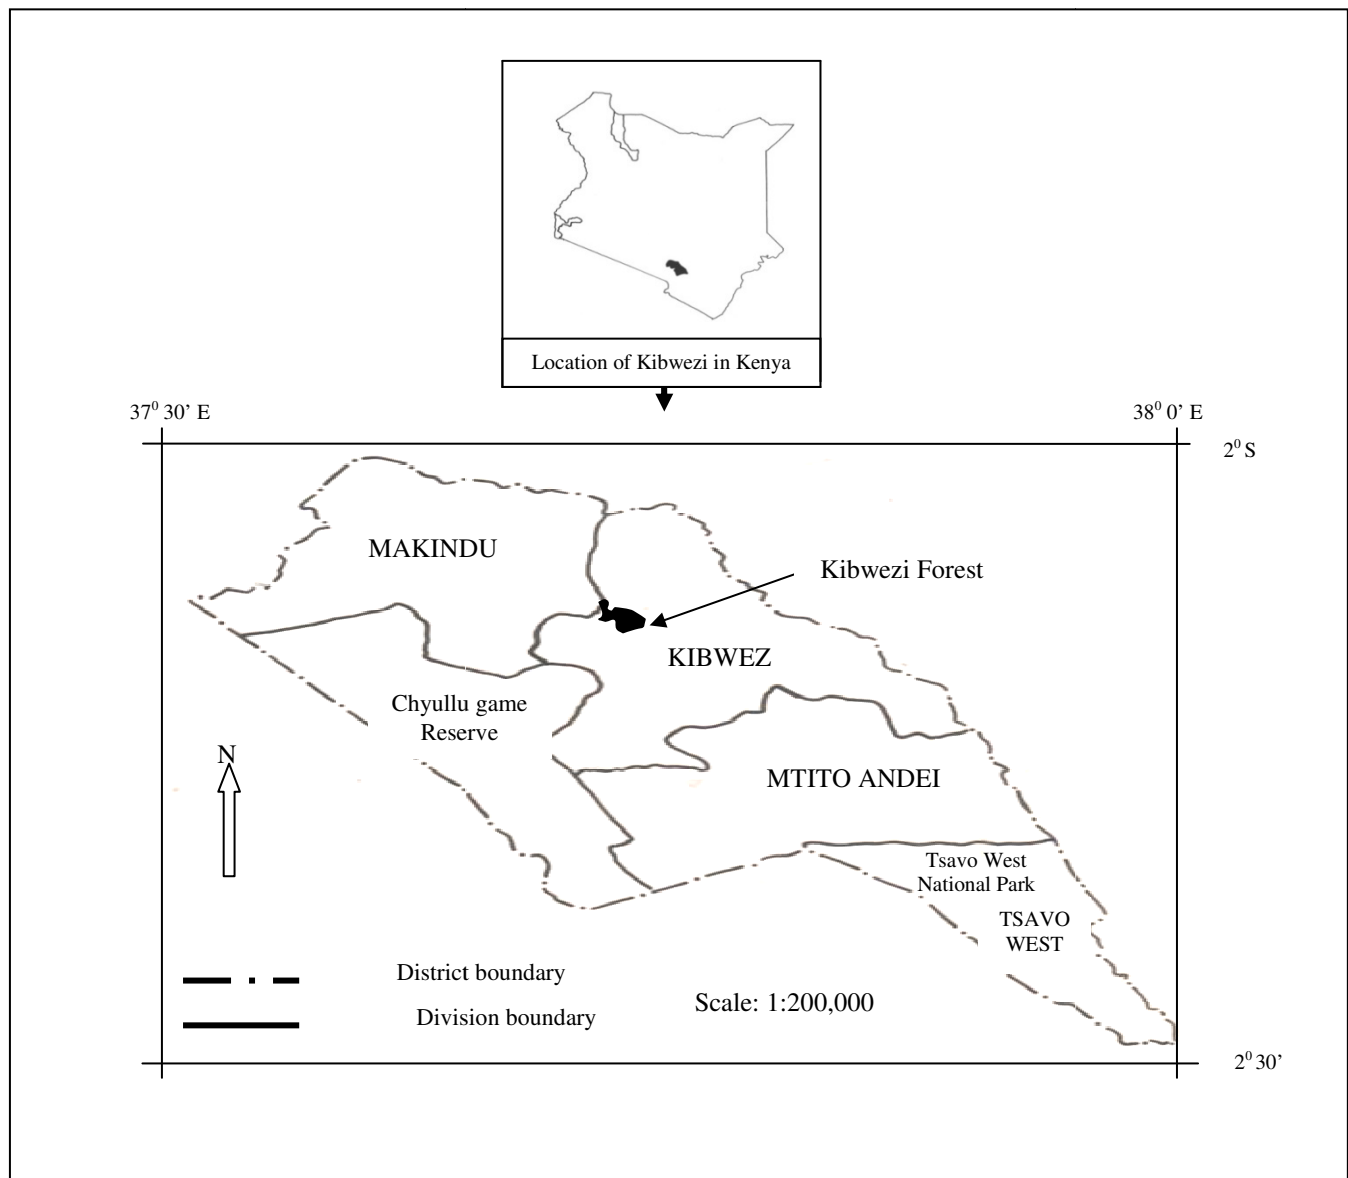 Location of Kibwezi in Kenya
37⁰ 30’ E
38⁰ 0’ E
2⁰ S
MAKINDU
Kibwezi Forest
KIBWEZ
Chyullu game
Reserve
N
MTITO ANDEI
Tsavo West
National Park
TSAVO
WEST
District boundary
Scale: 1:200,000
Division boundary
2⁰ 30’